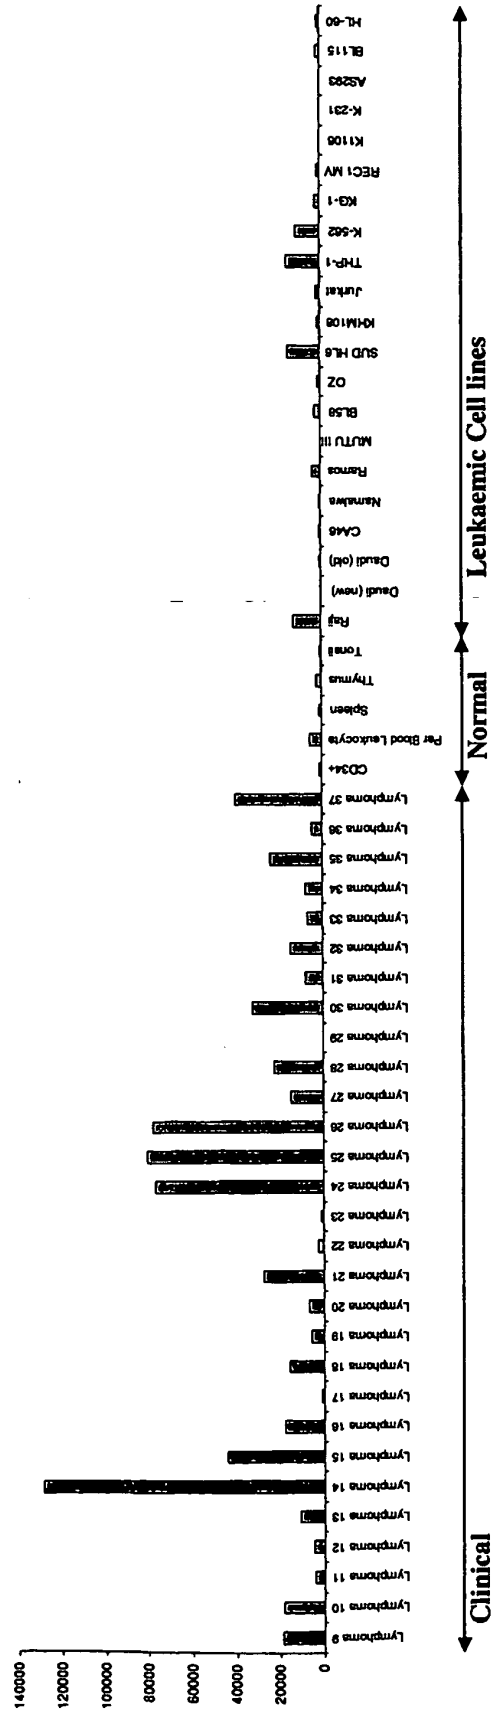 140000
120000
100000
80000
60000
40000
20000
0
Lymphoma 9
Lymphoma 10
Lymphoma 11
Lymphoma 12
Lymphoma 13
Lymphoma 14
Lymphoma 15
Lymphoma 16
Lymphoma 17
Lymphoma 18
Lymphoma 19
Lymphoma 20
Lymphoma 21
Lymphoma 22
Lymphoma 23
Lymphoma 24
Lymphoma 25
Lymphoma 26
Lymphoma 27
Lymphoma 28
Lymphoma 29
Lymphoma 30
Lymphoma 31
Lymphoma 32
Lymphoma 33
Lymphoma 34
Lymphoma 35
Lymphoma 36
Lymphoma 37
CD34+
Per Blood Leukocyte
Spleen
Thymus
Tonsil
Raji
Daudi (new)
Daudi (old)
CA46
Namalwa
Ramos
MUTU III
BL58
OZ
SUD HL6
KHM108
Jurkat
THP-1
K-562
KG-1
REC1 MV
K1106
K-231
AS293
BL115
HL-60
Clinical
Normal
Leukaemic Cell lines